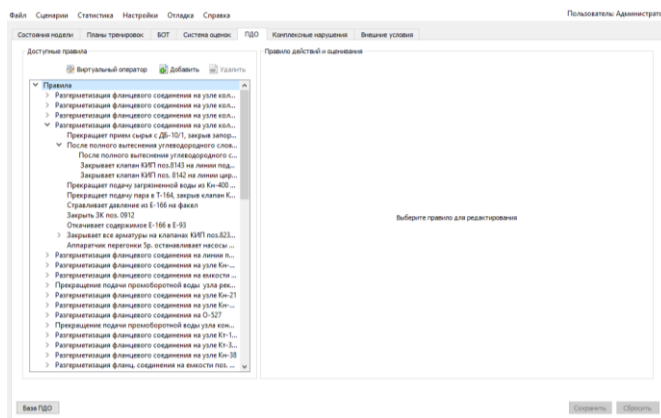 Файл Сценарии Статистика Настройки Отладка Справка
Пользователь: Администрат
Состояния модели Планы тренировок БОТ Система оценок ПДО Комплексные нарушения Внешние условия
Доступные правила
Правило действий и оценивания
Виртуальный оператор Добавить Удалить
Правила
Разгерметизация фланцевого соединения на узле кол...
Разгерметизация фланцевого соединения на узле кол...
Разгерметизация фланцевого соединения на узле кол...
Разгерметизация фланцевого соединения на узле кол...
Прекращает прием сырья с ДБ-10/1, закрыв запор...
После полного вытеснения углеводородного слоя...
После полного вытеснения углеводородного с...
Закрывает клапан КИП поз.8143 на линии под...
Закрывает клапан КИП поз. 8142 на линии цир...
Прекращает подачу загрязненной воды из Кн-400 ...
Прекращает подачу пара в Т-164, закрыв клапан К...
Стравливает давление из Е-166 на факел
Закрыть ЗК поз. 0912
Откачивает содержимое Е-166 в Е-93
Закрывает все арматуры на клапанах КИП поз.823...
Аппаратчик перегонки 5р. останавливает насосы ...
Разгерметизация фланцевого соединения на линии п...
Разгерметизация фланцевого соединения на узле Кн-...
Разгерметизация фланцевого соединения на емкости ...
Прекращение подачи промоборотной воды узла рек...
Разгерметизация фланцевого соединения на узле Кн-21
Разгерметизация фланцевого соединения на узле Кн-...
Разгерметизация фланцевого соединения на О-527
Прекращение подачи промоборотной воды узла кон...
Разгерметизация фланцевого соединения на узле Кт-1...
Разгерметизация фланцевого соединения на узле Кт-3...
Разгерметизация фланцевого соединения на узле Кн-38
Разгерметизация фланц. соединения на емкости поз. ...
Выберите правило для редактирования
База ПДО
Сохранить Сбросить